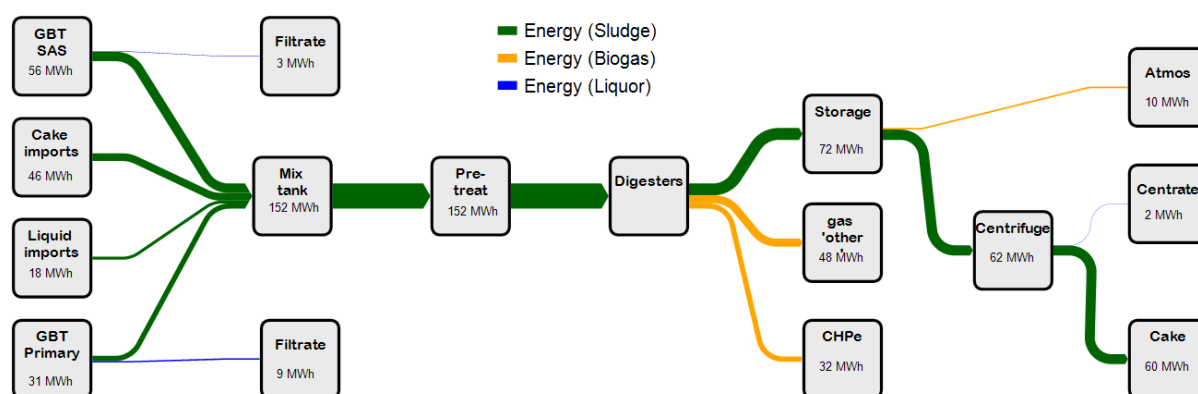 GBT
SAS
56 MWh
Filtrate
3 MWh
Energy (Sludge)
Energy (Biogas)
Energy (Liquor)
Cake
imports
46 MWh
Liquid
imports
18 MWh
GBT
Primary
31 MWh
Filtrate
9 MWh
Mix
tank
152 MWh
Pre-
treat
152 MWh
Digesters
Storage
72 MWh
gas
'other
'
48 MWh
CHPe
32 MWh
Centrifuge
62 MWh
Atmos
10 MWh
Centrate
2 MWh
Cake
60 MWh